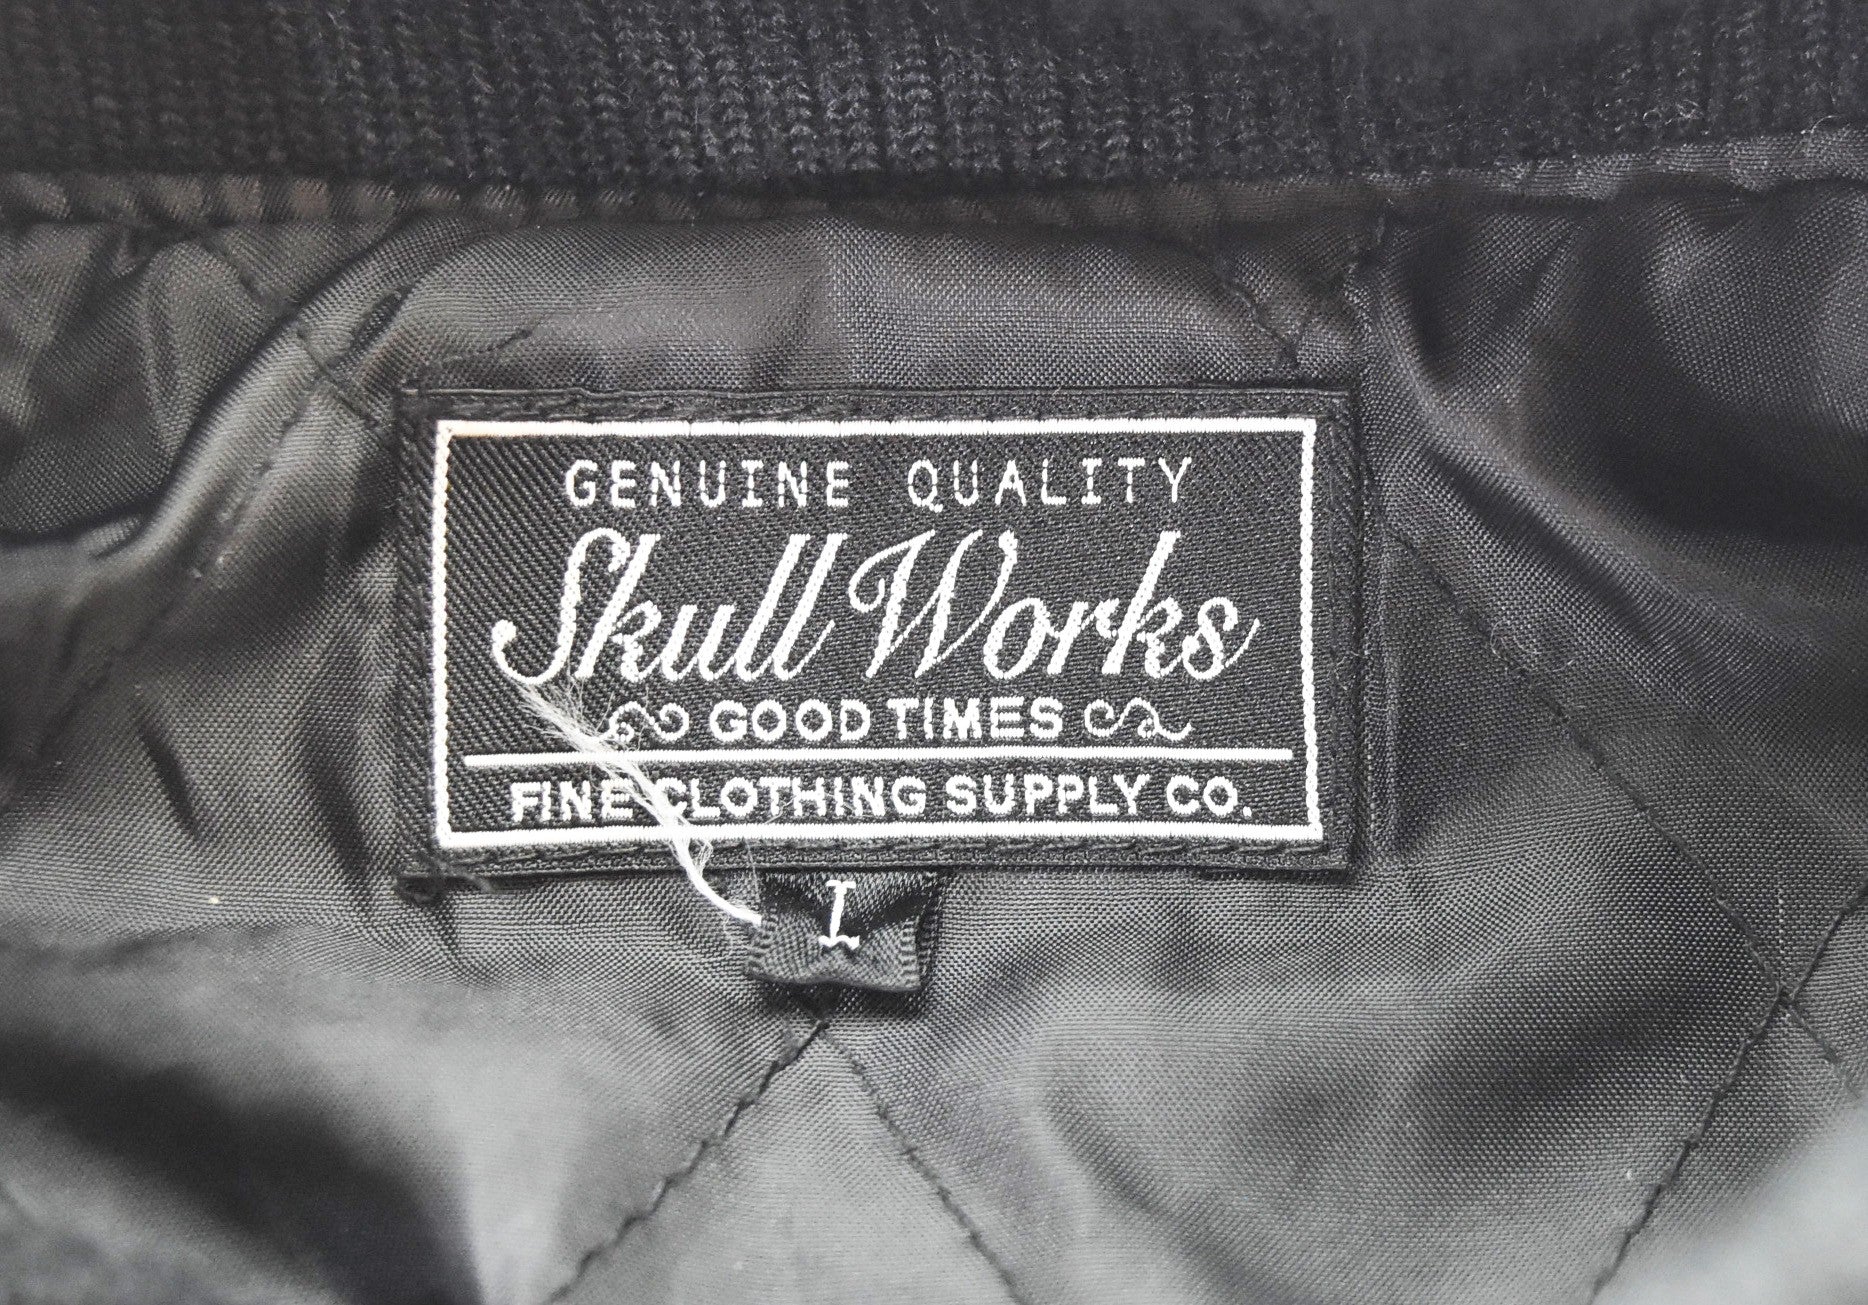 GENUINE QUALITY
Skull Works
GOOD TIMES
FINE CLOTHING SUPPLY CO.
L